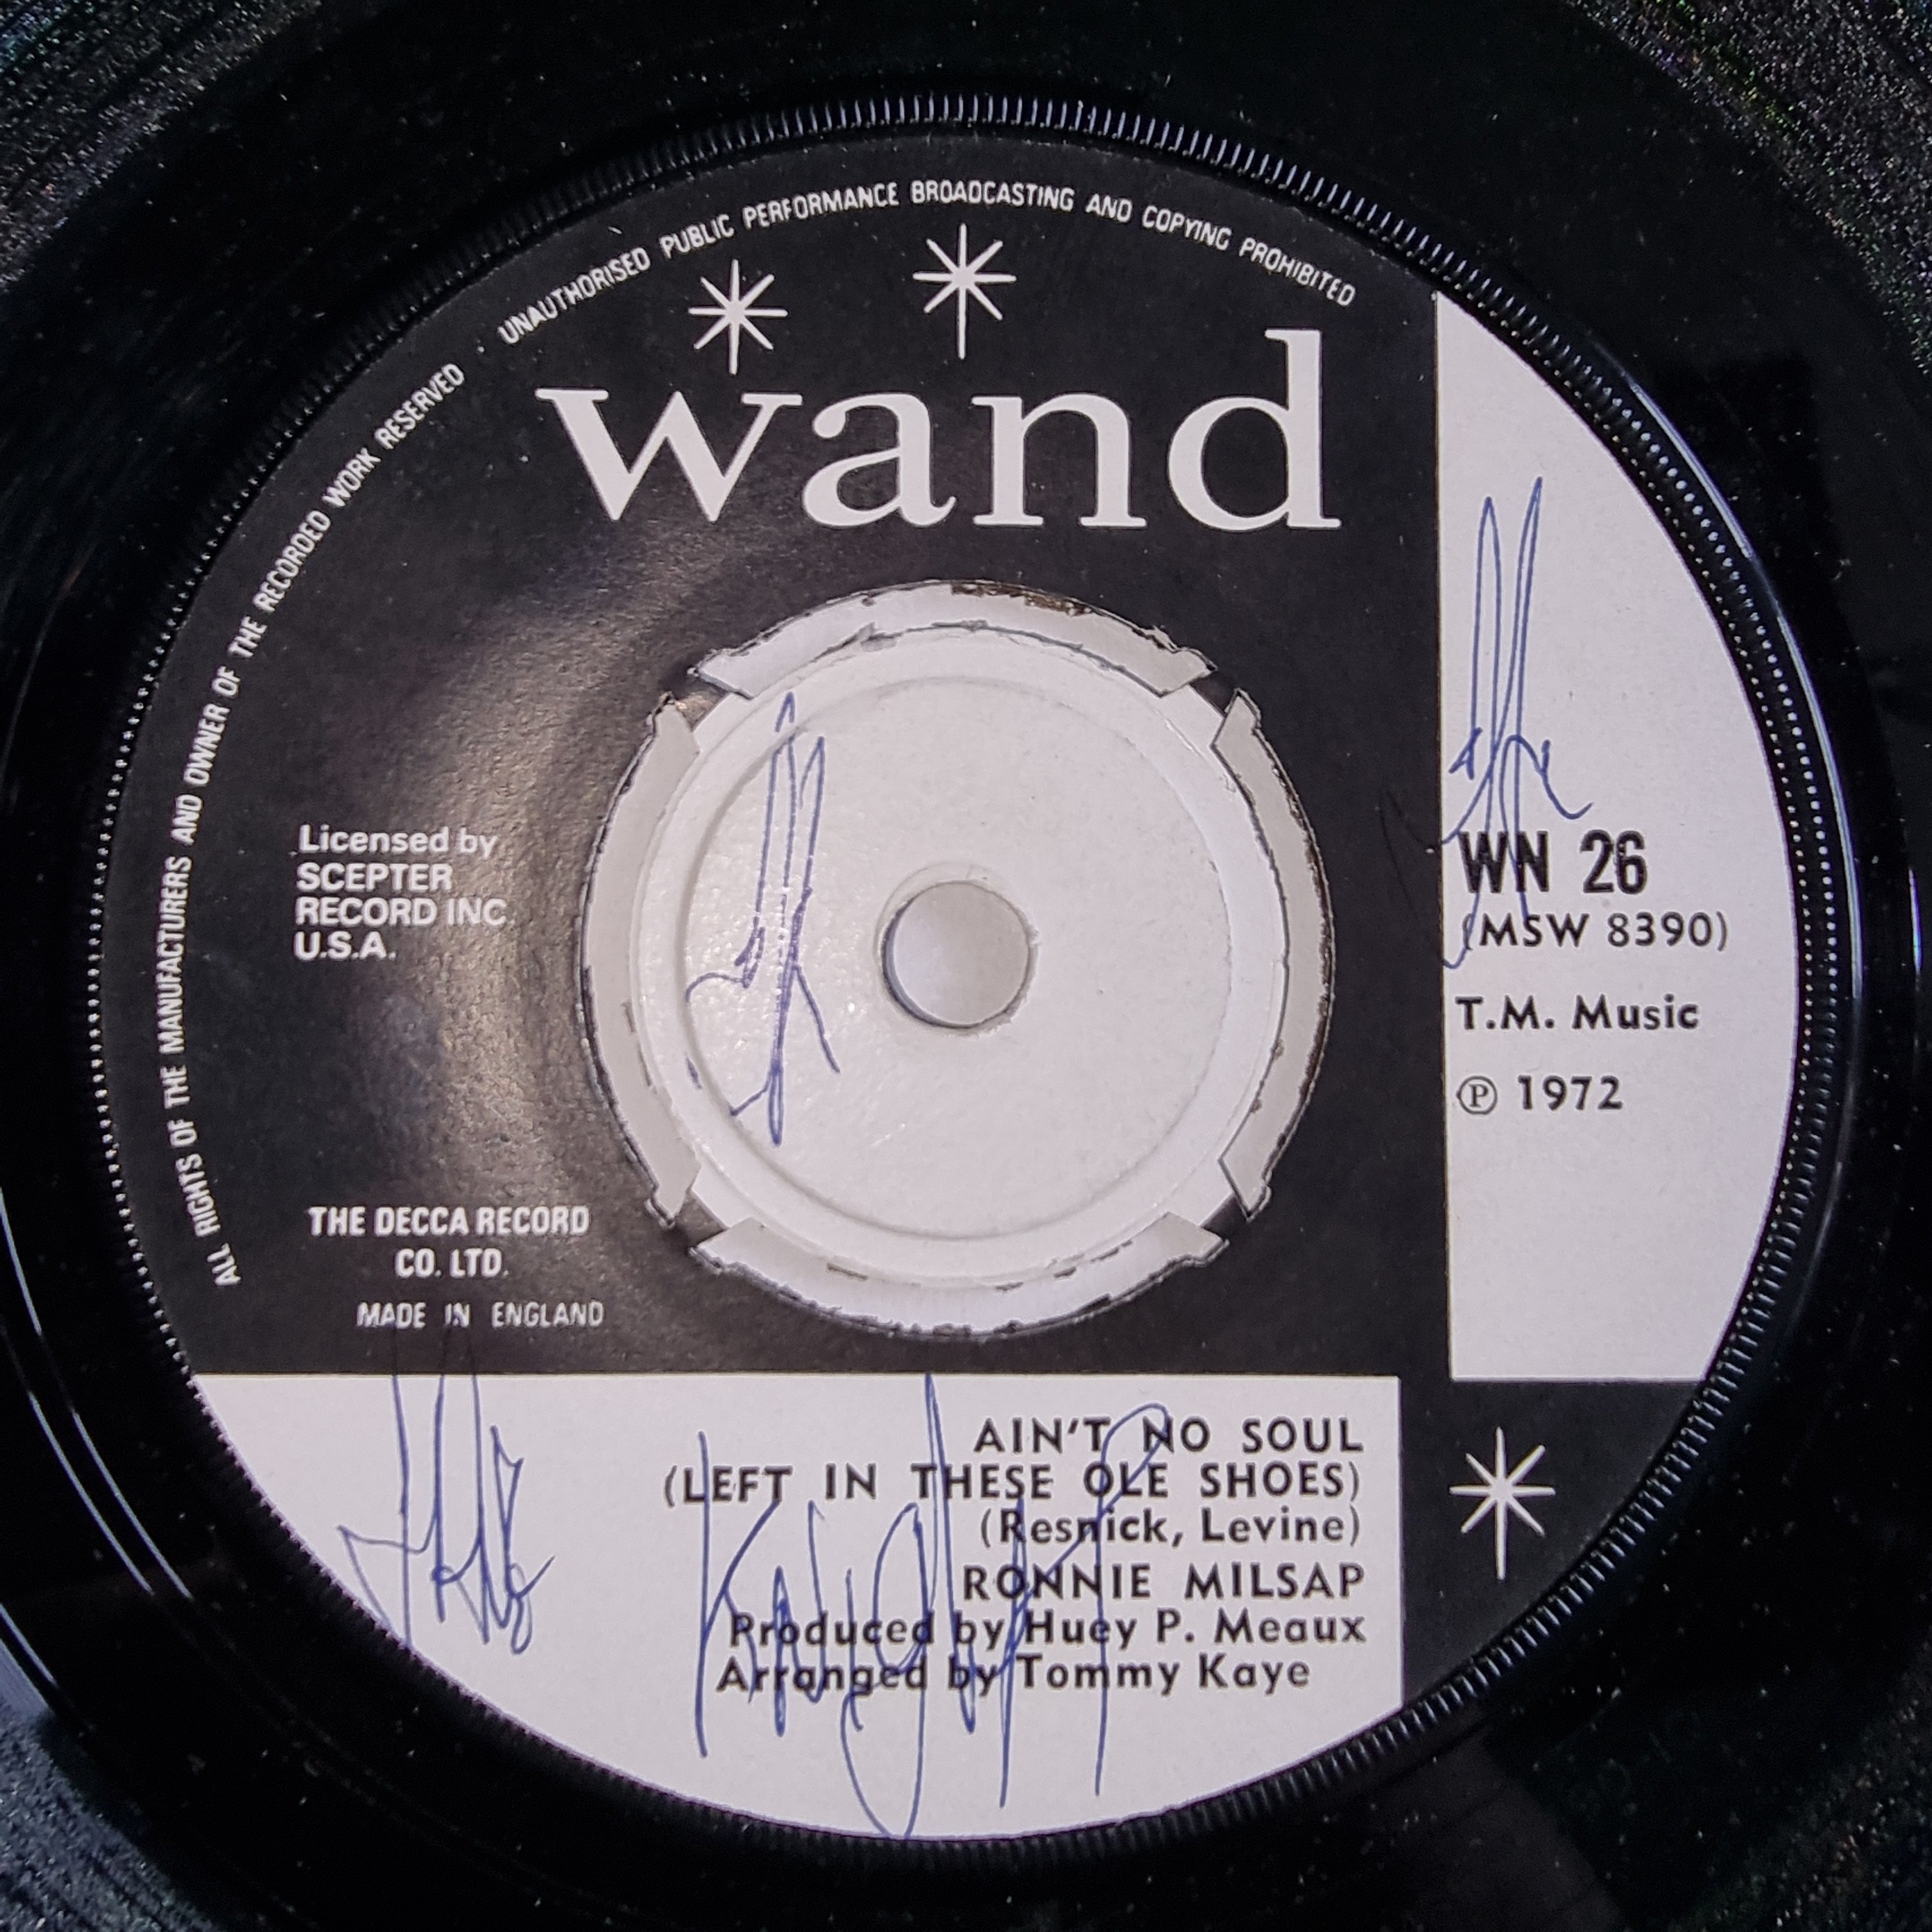 ALL RIGHTS OF THE MANUFACTURERS AND OWNER OF THE RECORDED WORK RESERVED · UNAUTHORISED PUBLIC PERFORMANCE BROADCASTING AND COPYING PROHIBITED
wand
Licensed by
SCEPTER
RECORD INC
U.S.A.
WN 26
(MSW 8390)
T.M. Music
Ⓟ 1972
THE DECCA RECORD
CO. LTD.
MADE IN ENGLAND
AIN'T NO SOUL
(LEFT IN THESE OLE SHOES)
(Resnick, Levine)
RONNIE MILSAP
Produced by Huey P. Meaux
Arranged by Tommy Kaye